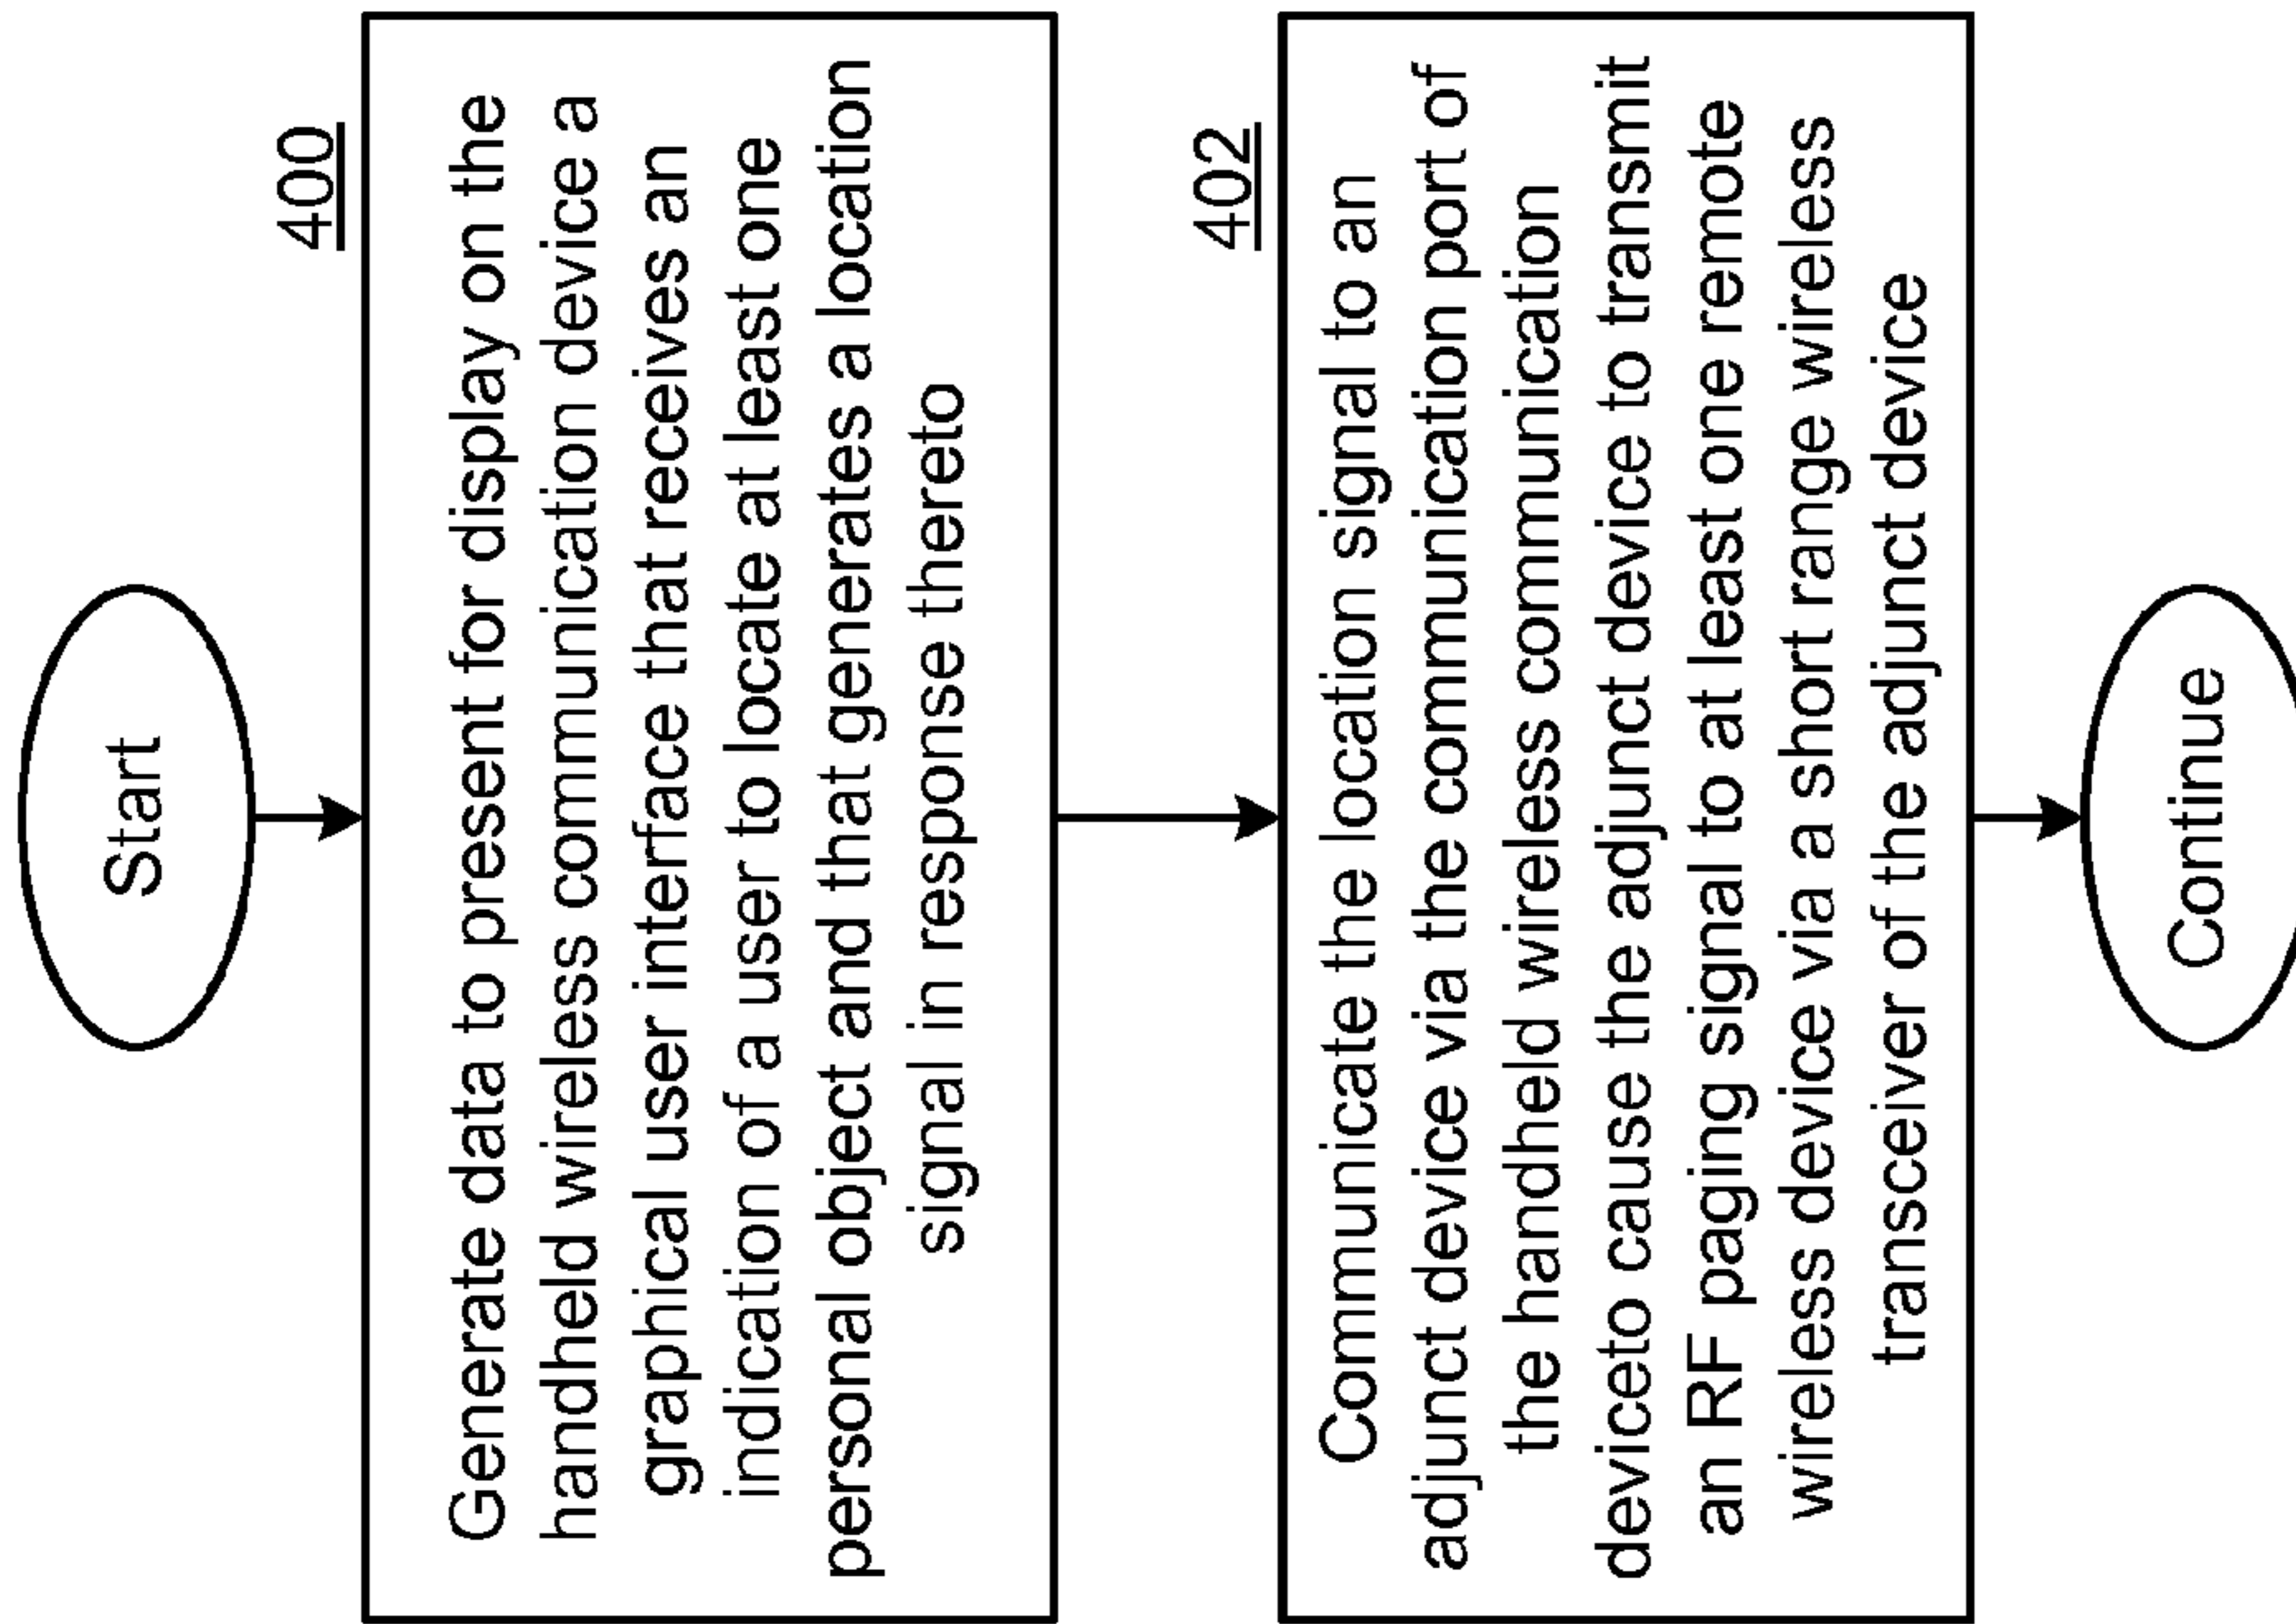 Start
400
Generate data to present for display on the
handheld wireless communication device a
graphical user interface that receives an
indication of a user to locate at least one
personal object and that generates a location
signal in response thereto
402
Communicate the location signal to an
adjunct device via the communication port of
the handheld wireless communication
deviceto cause the adjunct device to transmit
an RF paging signal to at least one remote
wireless device via a short range wireless
transceiver of the adjunct device
Continue